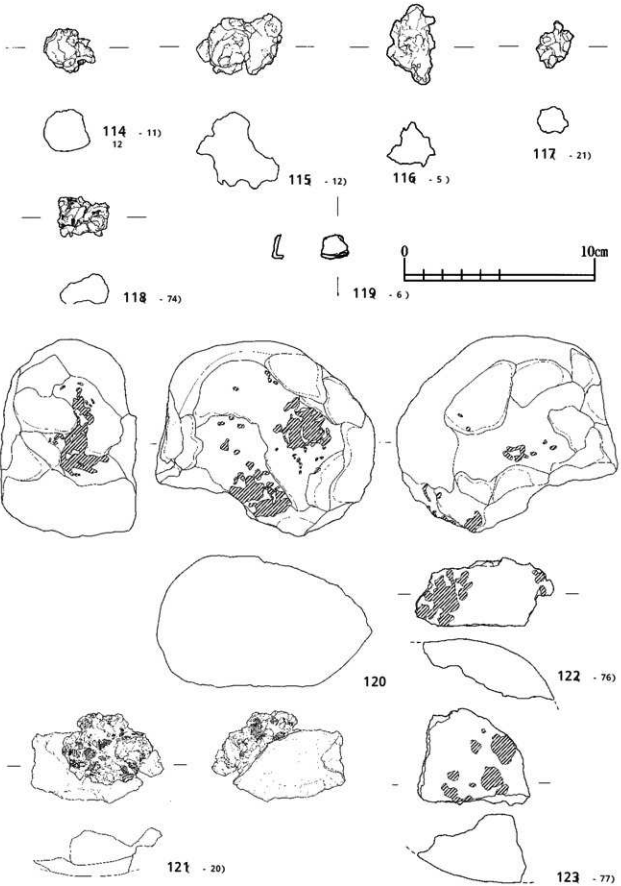 114( - 11)
12
115( - 12)
116( - 5)
117( - 21)
118( - 74)
119( - 6)
0 10cm
120
122( - 76)
121( - 20)
123( - 77)